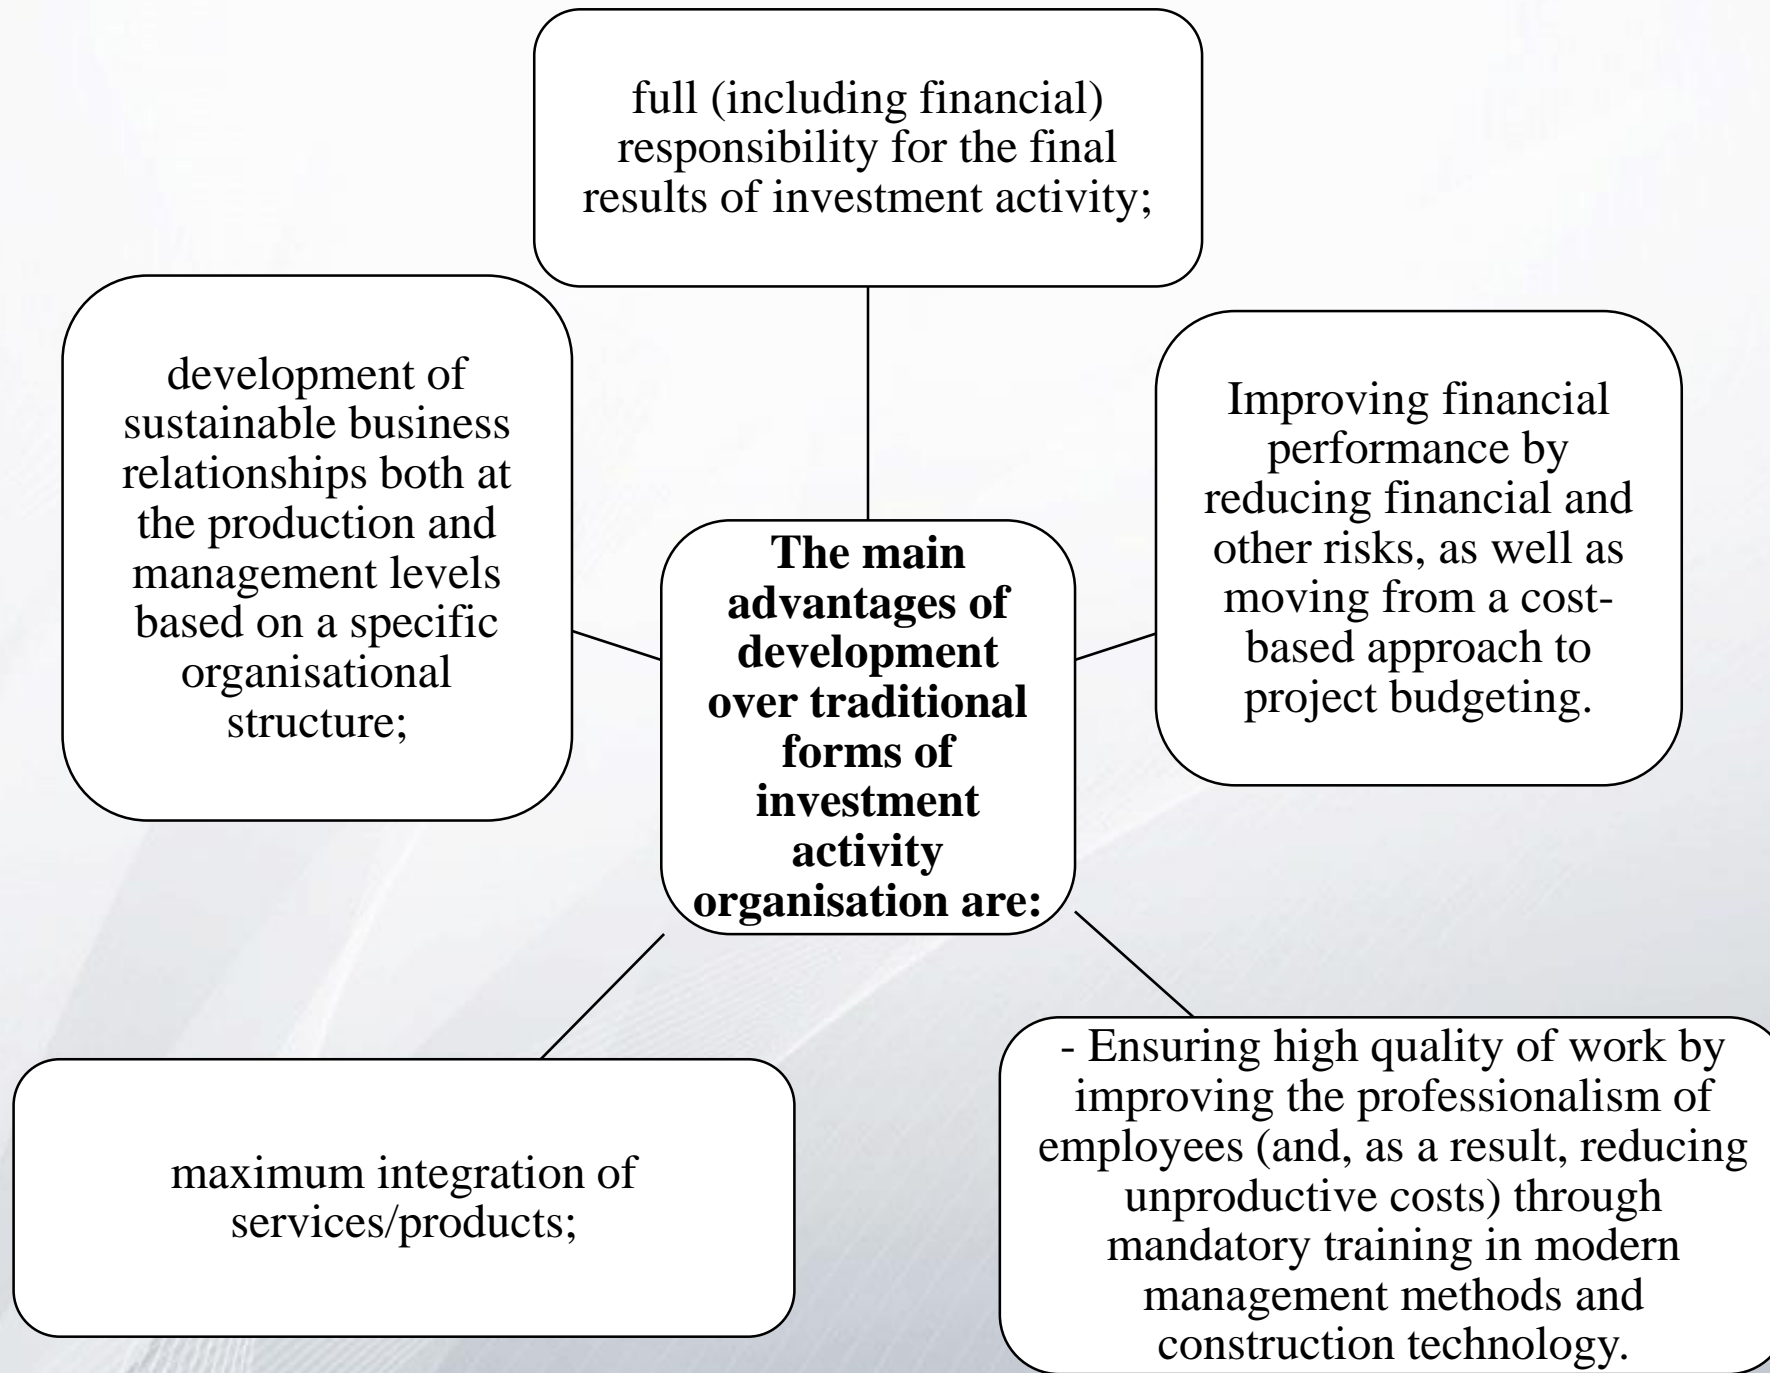 full (including financial)
responsibility for the final
results of investment activity;
development of
sustainable business
relationships both at
the production and
management levels
based on a specific
organisational
structure;
Improving financial
performance by
reducing financial and
other risks, as well as
moving from a cost-
based approach to
project budgeting.
The main
advantages of
development
over traditional
forms of
investment
activity
organisation are:
maximum integration of
services/products;
- Ensuring high quality of work by
improving the professionalism of
employees (and, as a result, reducing
unproductive costs) through
mandatory training in modern
management methods and
construction technology.